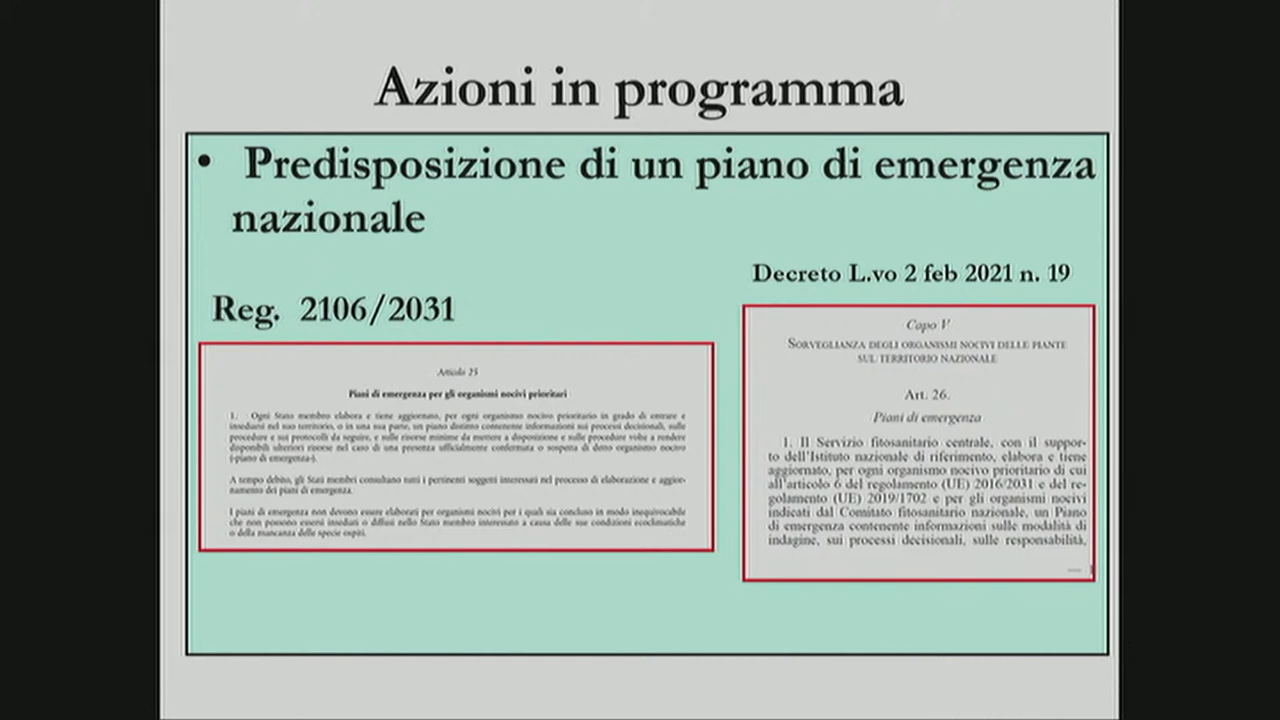 Azioni in programma
• Predisposizione di un piano di emergenza
nazionale
Reg. 2106/2031
Articolo 25
Piani di emergenza per gli organismi nocivi prioritari
1. Ogni Stato membro elabora e tiene aggiornato, per ogni organismo nocivo prioritario in grado di entrare e
insediarsi nel suo territorio, o in una sua parte, un piano distinto contenente informazioni sui processi decisionali, sulle
procedure e sui protocolli da seguire, e sulle risorse minime da mettere a disposizione e sulle procedure volte a rendere
disponibili ulteriori risorse nel caso di una presenza ufficialmente confermata o sospetta di detto organismo nocivo
(«piano di emergenza»).
A tempo debito, gli Stati membri consultano tutti i pertinenti soggetti interessati nel processo di elaborazione e aggior-
namento dei piani di emergenza.
I piani di emergenza non devono essere elaborati per organismi nocivi per i quali sia concluso in modo inequivocabile
che non possono essersi insediati o diffusi nello Stato membro interessato a causa delle sue condizioni ecoclimatiche
o della mancanza delle specie ospiti.
Decreto L.vo 2 feb 2021 n. 19
Capo V
SORVEGLIANZA DEGLI ORGANISMI NOCIVI DELLE PIANTE
SUL TERRITORIO NAZIONALE
Art. 26.
Piani di emergenza
1. Il Servizio fitosanitario centrale, con il suppor-
to dell'Istituto nazionale di riferimento, elabora e tiene
aggiornato, per ogni organismo nocivo prioritario di cui
all'articolo 6 del regolamento (UE) 2016/2031 e del re-
golamento (UE) 2019/1702 e per gli organismi nocivi
indicati dal Comitato fitosanitario nazionale, un Piano
di emergenza contenente informazioni sulle modalità di
indagine, sui processi decisionali, sulle responsabilità,